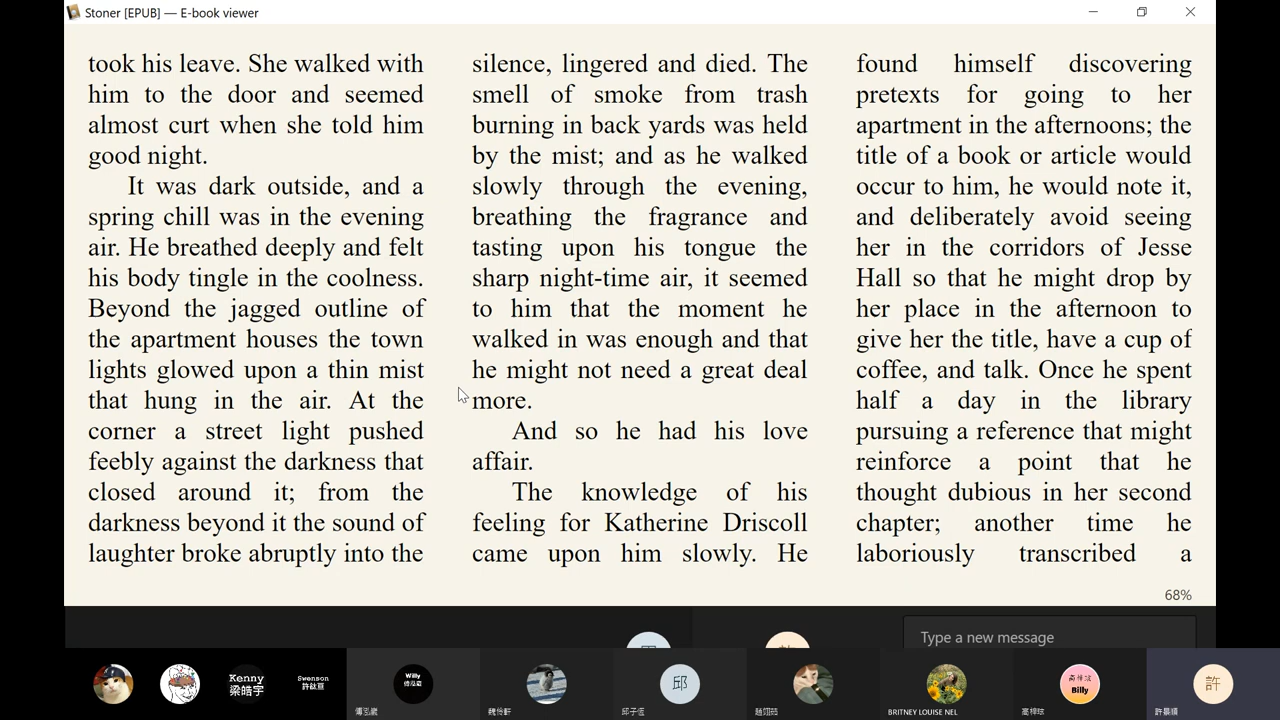 Stoner [EPUB] — E-book viewer
took his leave. She walked with
him to the door and seemed
almost curt when she told him
good night.
It was dark outside, and a
spring chill was in the evening
air. He breathed deeply and felt
his body tingle in the coolness.
Beyond the jagged outline of
the apartment houses the town
lights glowed upon a thin mist
that hung in the air. At the
corner a street light pushed
feebly against the darkness that
closed around it; from the
darkness beyond it the sound of
laughter broke abruptly into the
silence, lingered and died. The
smell of smoke from trash
burning in back yards was held
by the mist; and as he walked
slowly through the evening,
breathing the fragrance and
tasting upon his tongue the
sharp night-time air, it seemed
to him that the moment he
walked in was enough and that
he might not need a great deal
more.
And so he had his love
affair.
The knowledge of his
feeling for Katherine Driscoll
came upon him slowly. He
found himself discovering
pretexts for going to her
apartment in the afternoons; the
title of a book or article would
occur to him, he would note it,
and deliberately avoid seeing
her in the corridors of Jesse
Hall so that he might drop by
her place in the afternoon to
give her the title, have a cup of
coffee, and talk. Once he spent
half a day in the library
pursuing a reference that might
reinforce a point that he
thought dubious in her second
chapter; another time he
laboriously transcribed a
68%
Type a new message
Kenny
梁皓宇
Swenson
Willy
邱
高梓珹
Billy
許
邱子恆
BRITNEY LOUISE NEL